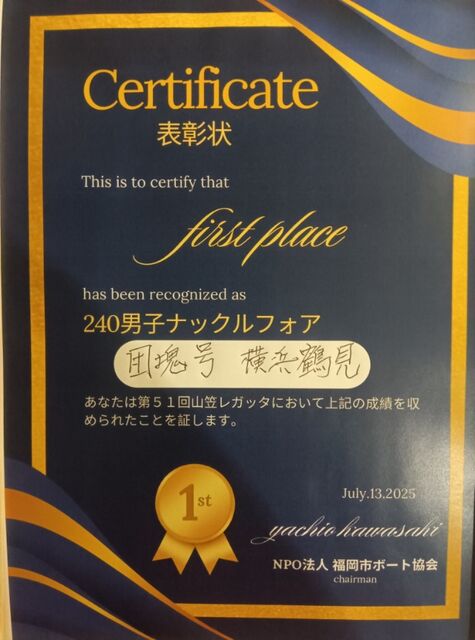 Certificate
表彰状
This is to certify that
first place
has been recognized as
240男子ナックルフォア
団塊号 横浜鶴見
あなたは第５１回山笠レガッタにおいて上記の成績を収
められたことを証します。
1st
July.13.2025
yachio kawasaki
NPO法人 福岡市ボート協会
chairman